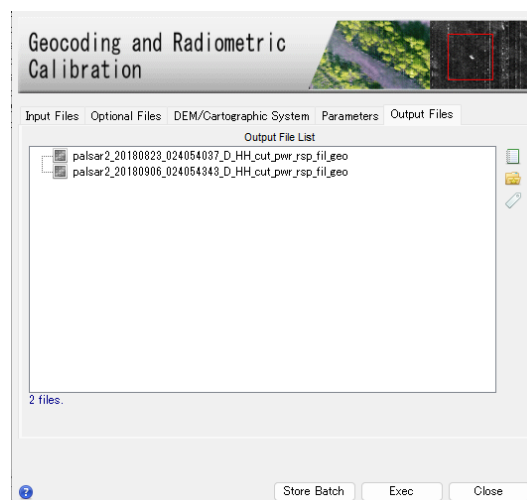 Geocoding and Radiometric
Calibration
Input Files Optional Files DEM/Cartographic System Parameters Output Files
Output File List
palsar2_20180823_024054037_D_HH_cut_pwr_rsp_fil_geo
palsar2_20180906_024054343_D_HH_cut_pwr_rsp_fil_geo
2 files.
Store Batch Exec Close